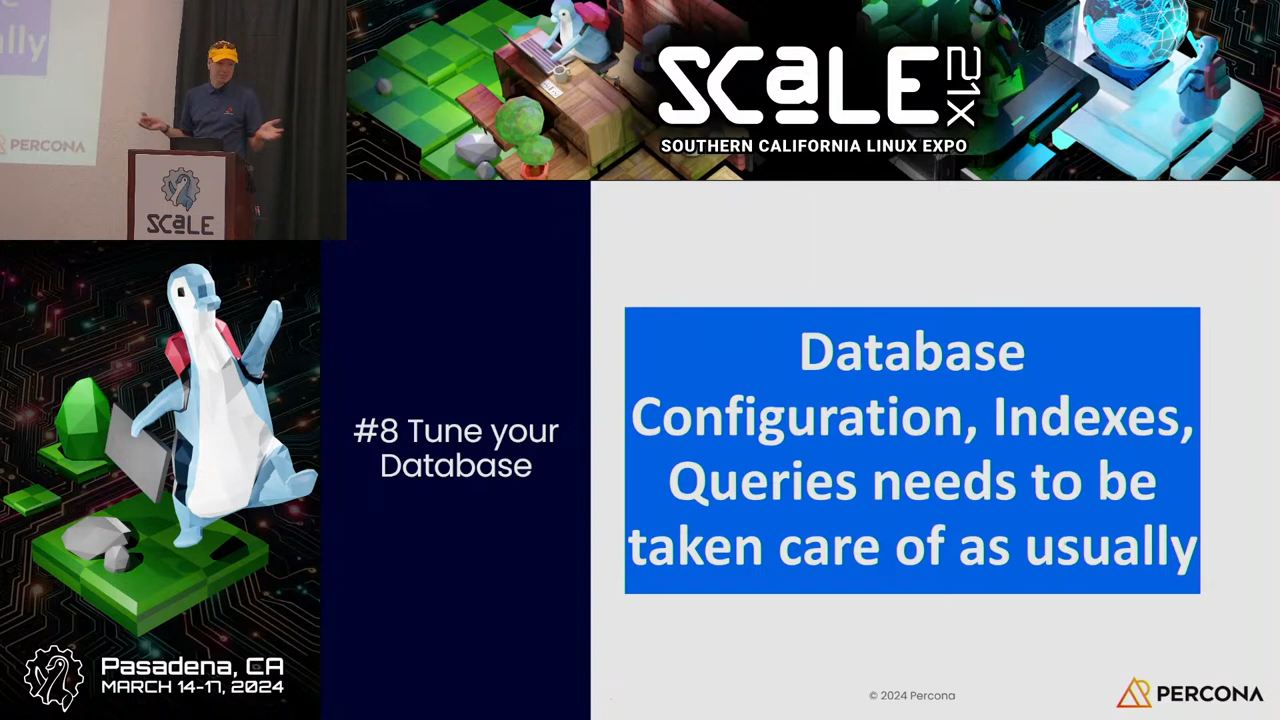 ally
PERCONA
SCALE
SCaLE 21X
SOUTHERN CALIFORNIA LINUX EXPO
#8 Tune your
Database
Database
Configuration, Indexes,
Queries needs to be
taken care of as usually
Pasadena, CA
MARCH 14-17, 2024
© 2024 Percona
PERCONA